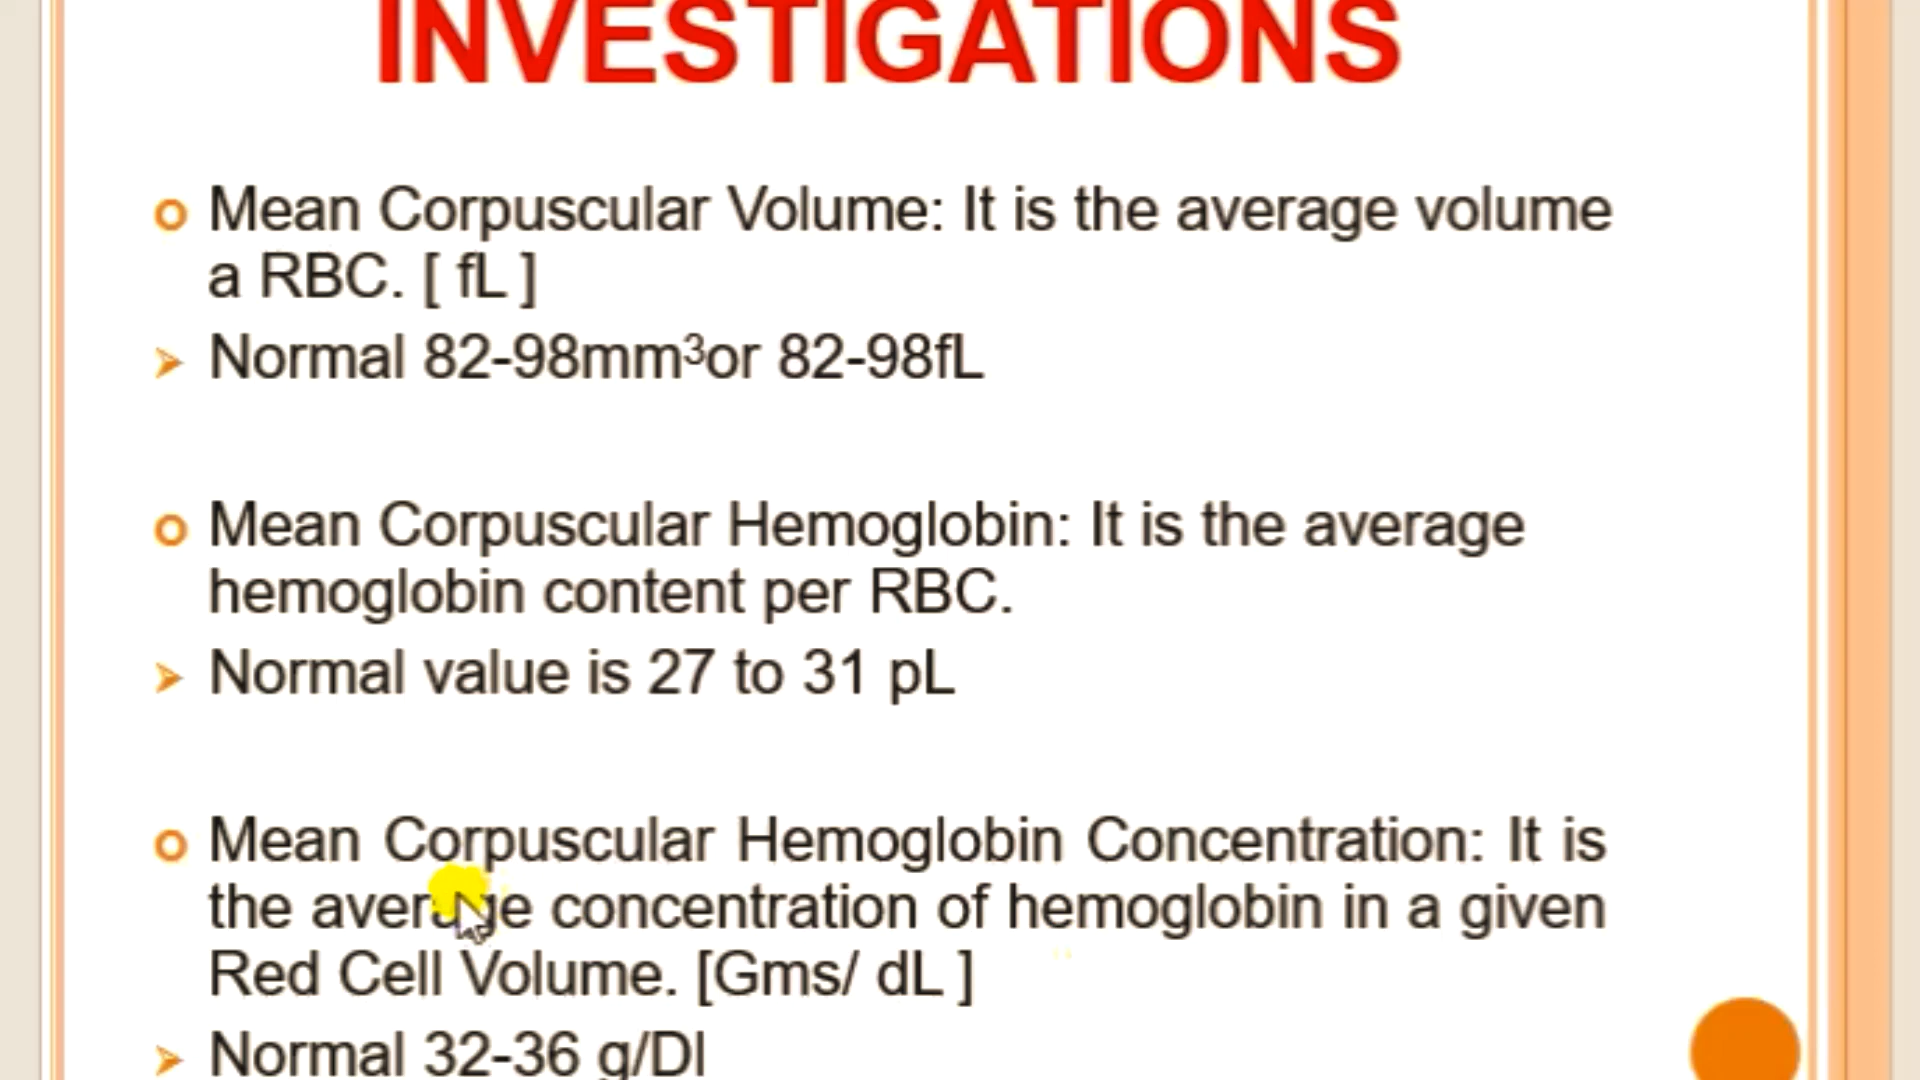 INVESTIGATIONS
Mean Corpuscular Volume: It is the average volume
a RBC. [ fL ]
Normal 82-98mm³or 82-98fL
Mean Corpuscular Hemoglobin: It is the average
hemoglobin content per RBC.
Normal value is 27 to 31 pL
Mean Corpuscular Hemoglobin Concentration: It is
the average concentration of hemoglobin in a given
Red Cell Volume. [Gms/ dL ]
Normal 32-36 g/Dl